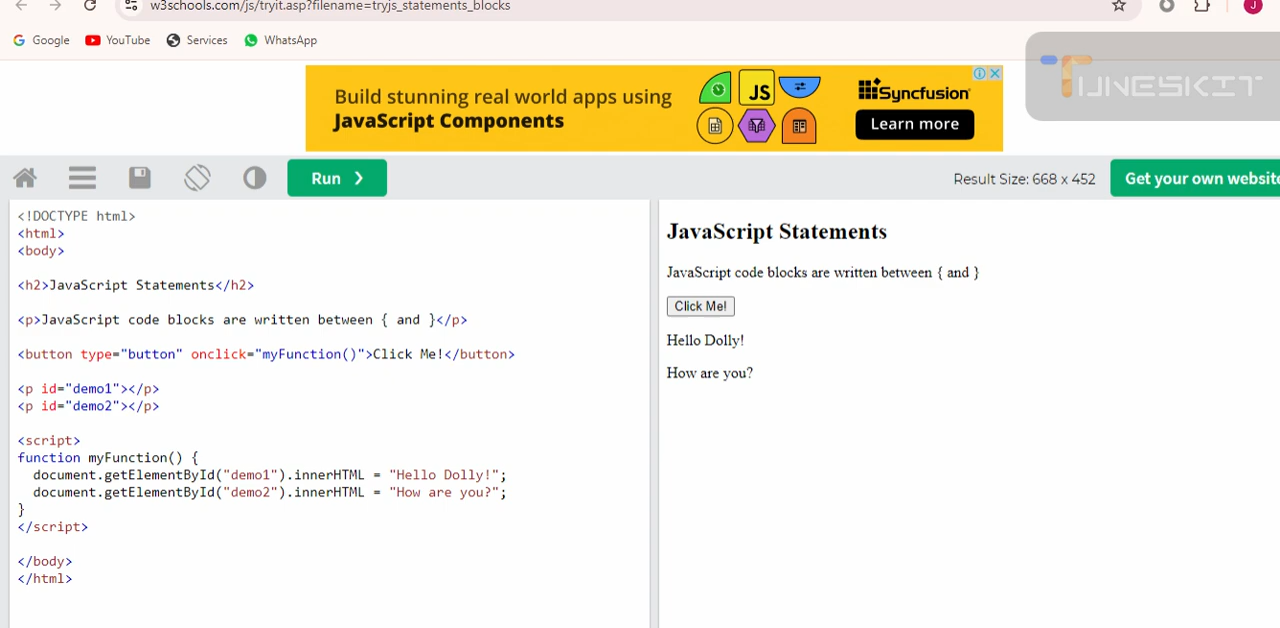 w3schools.com/js/tryit.asp?filename=tryjs_statements_blocks
J
Google YouTube Services WhatsApp
TUNESKIT
Build stunning real world apps using
JavaScript Components
JS
Syncfusion
Learn more
Run ❯
Result Size: 668 x 452
Get your own website
<!DOCTYPE html>
<html>
<body>
<h2>JavaScript Statements</h2>
<p>JavaScript code blocks are written between { and }</p>
<button type="button" onclick="myFunction()">Click Me!</button>
<p id="demo1"></p>
<p id="demo2"></p>
<script>
function myFunction() {
  document.getElementById("demo1").innerHTML = "Hello Dolly!";
  document.getElementById("demo2").innerHTML = "How are you?";
}
</script>
</body>
</html>
JavaScript Statements
JavaScript code blocks are written between { and }
Click Me!
Hello Dolly!
How are you?